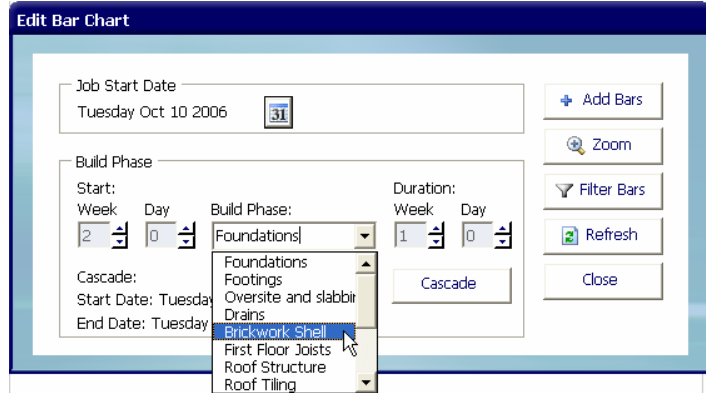 Edit Bar Chart
Job Start Date
Tuesday Oct 10 2006
31
Add Bars
Zoom
Build Phase
Start:
Duration:
Filter Bars
Week Day Build Phase: Week Day
2 0 Foundations 1 0
Refresh
Foundations
Footings
Oversite and slabbin
Drains
Brickwork Shell
First Floor Joists
Roof Structure
Roof Tiling
Cascade:
Start Date: Tuesday
End Date: Tuesday
Cascade
Close